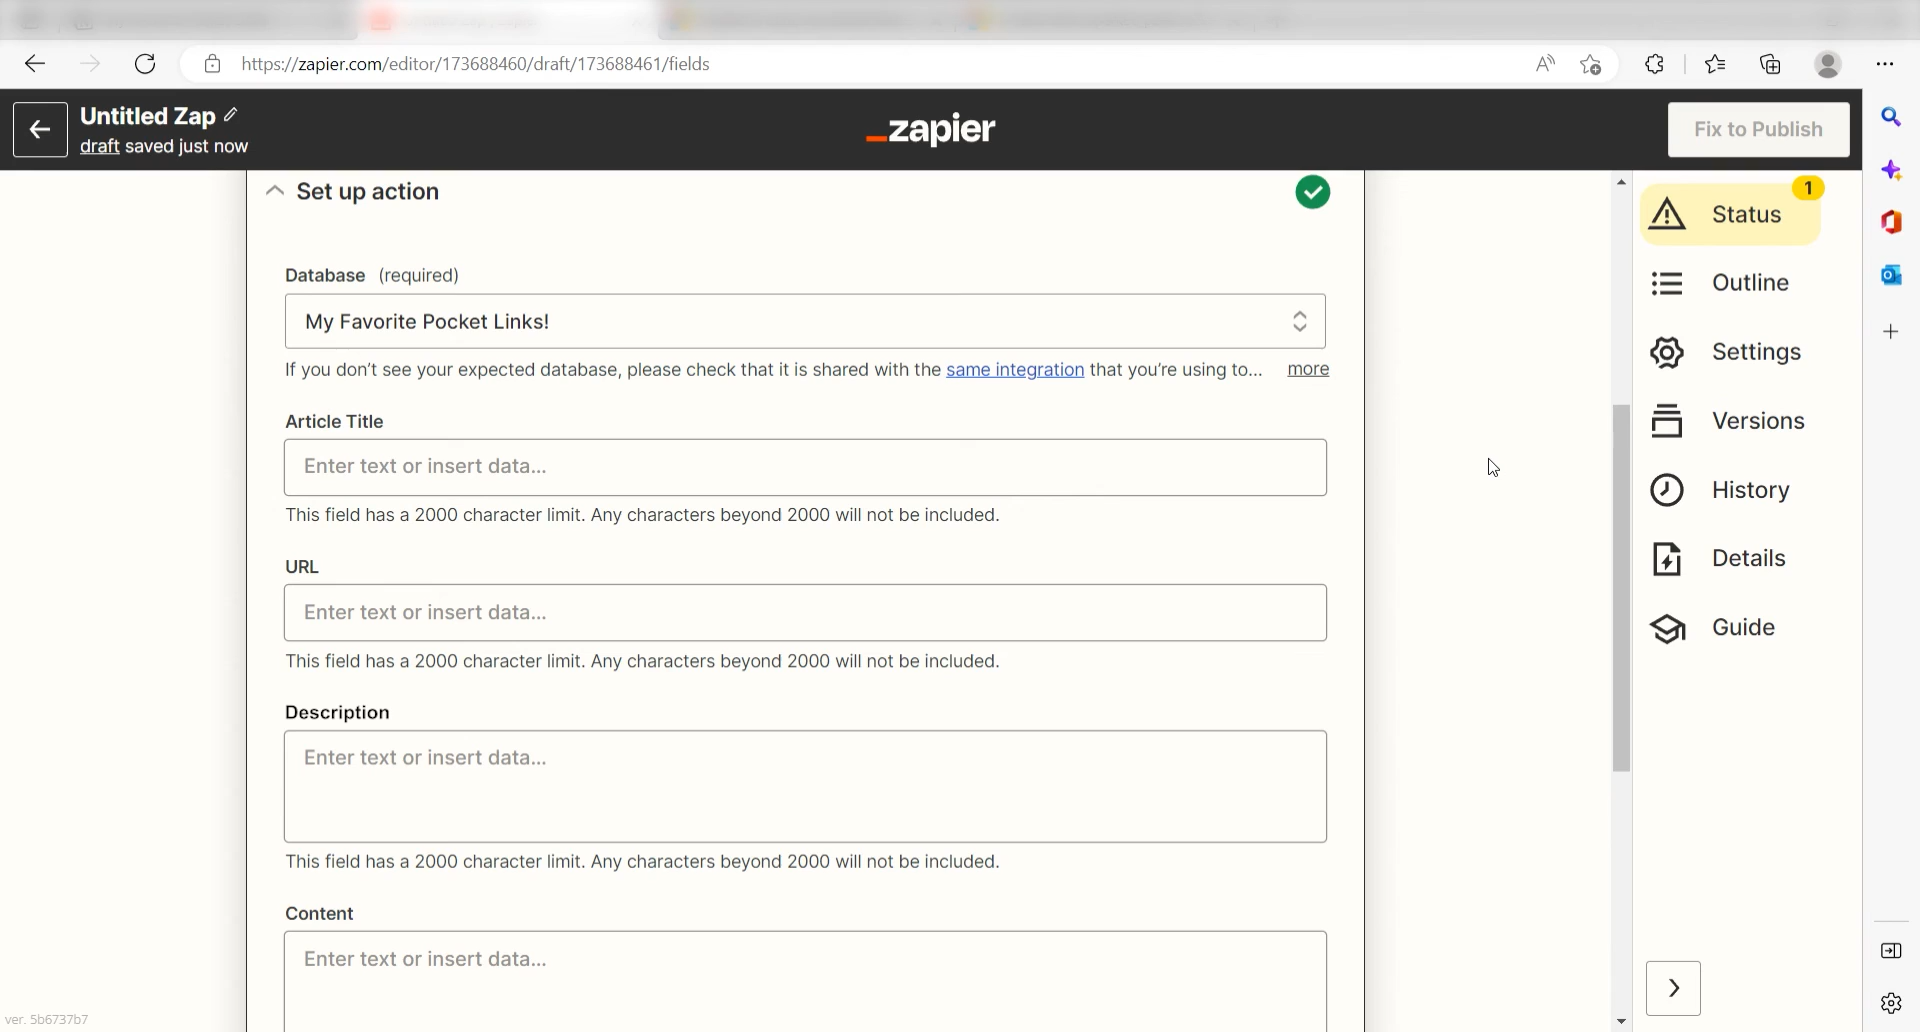 https://zapier.com/editor/173688460/draft/173688461/fields
Untitled Zap
draft saved just now
zapier
Fix to Publish
Set up action
1
Status
Outline
Settings
Versions
History
Details
Guide
Database (required)
My Favorite Pocket Links!
If you don't see your expected database, please check that it is shared with the same integration that you're using to... more
Article Title
Enter text or insert data...
This field has a 2000 character limit. Any characters beyond 2000 will not be included.
URL
Enter text or insert data...
This field has a 2000 character limit. Any characters beyond 2000 will not be included.
Description
Enter text or insert data...
This field has a 2000 character limit. Any characters beyond 2000 will not be included.
Content
Enter text or insert data...
ver. 5b6737b7